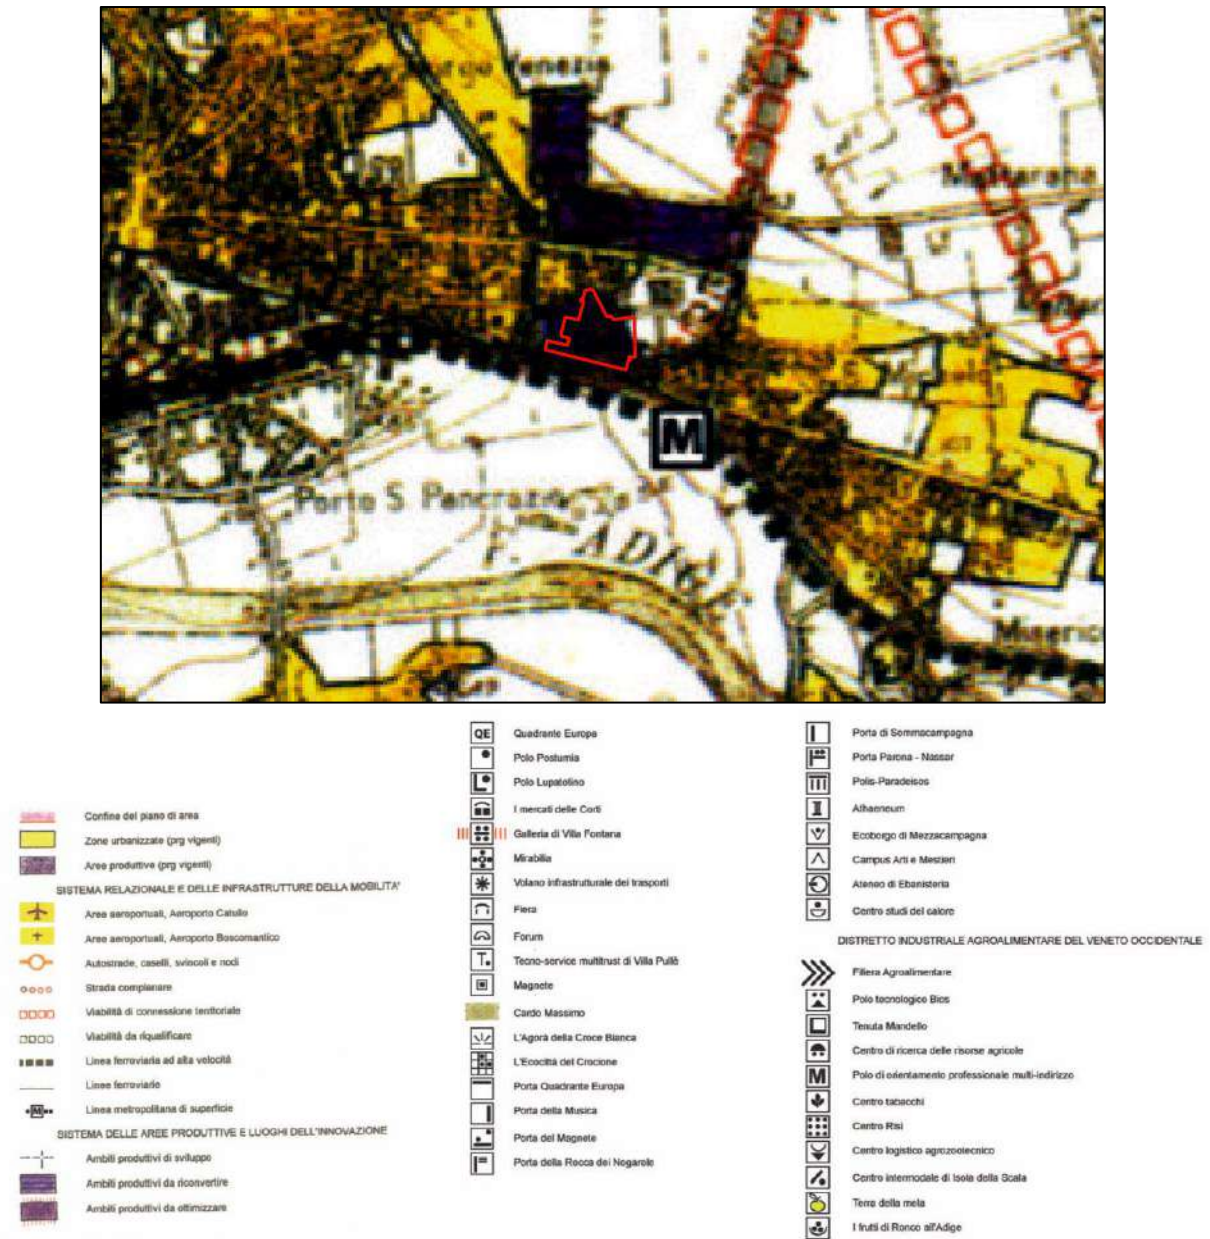 Venezia
M
Porto S. Pancrazio
ADIGE
QE Quadrante Europa
Polo Postumia
Polo Lupatotino
I mercati delle Corti
Galleria di Villa Fontana
Mirabilia
Volano infrastrutturale dei trasporti
Fiera
Forum
T. Tecno-service multitrust di Villa Pullè
Magnete
Cardo Massimo
L'Agorà della Croce Bianca
L'Ecocittà del Crocione
Porta Quadrante Europa
Porta della Musica
Porta del Magnete
Porta della Rocca dei Nogarole
Confine del piano di area
Zone urbanizzate (prg vigenti)
Aree produttive (prg vigenti)
SISTEMA RELAZIONALE E DELLE INFRASTRUTTURE DELLA MOBILITA'
Aree aeroportuali, Aeroporto Catullo
Aree aeroportuali, Aeroporto Boscomantico
Autostrade, caselli, svincoli e nodi
Strada complanare
Viabilità di connessione territoriale
Viabilità da riqualificare
Linea ferroviaria ad alta velocità
Linee ferroviarie
M Linea metropolitana di superficie
SISTEMA DELLE AREE PRODUTTIVE E LUOGHI DELL'INNOVAZIONE
Ambiti produttivi di sviluppo
Ambiti produttivi da riconvertire
Ambiti produttivi da ottimizzare
Porta di Sommacampagna
Porta Parona - Nassar
Polis-Paradeisos
Athaeneum
Ecoborgo di Mezzacampagna
Campus Arti e Mestieri
Ateneo di Ebanisteria
Centro studi del calore
DISTRETTO INDUSTRIALE AGROALIMENTARE DEL VENETO OCCIDENTALE
Filiera Agroalimentare
Polo tecnologico Bios
Tenuta Mandello
Centro di ricerca delle risorse agricole
M Polo di orientamento professionale multi-indirizzo
Centro tabacchi
Centro Risi
Centro logistico agrozootecnico
Centro intermodale di Isola della Scala
Terra della mela
I frutti di Ronco all'Adige